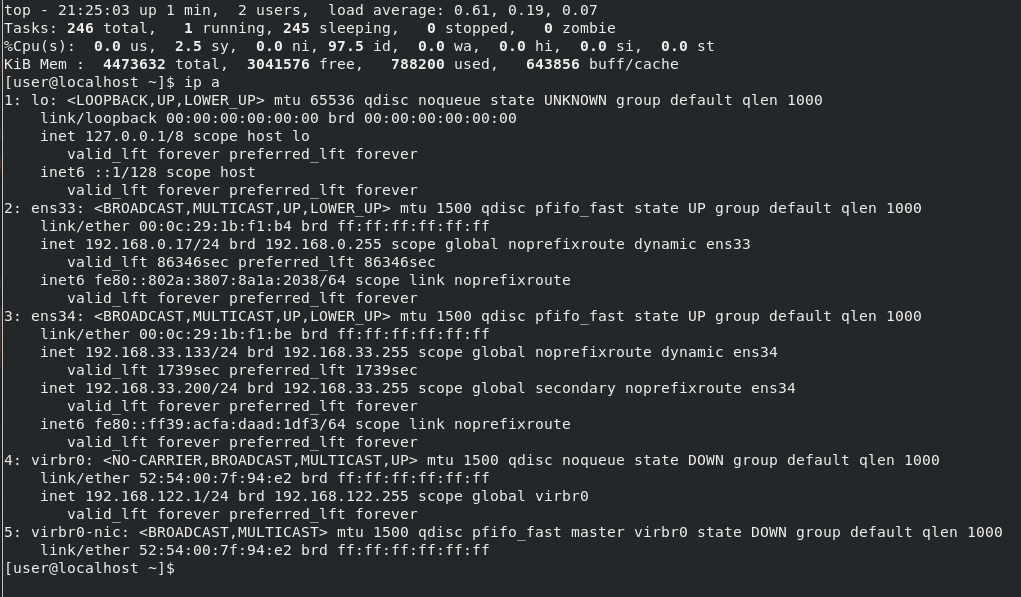 top - 21:25:03 up 1 min,  2 users,  load average: 0.61, 0.19, 0.07
Tasks: 246 total,   1 running, 245 sleeping,   0 stopped,   0 zombie
%Cpu(s):  0.0 us,  2.5 sy,  0.0 ni, 97.5 id,  0.0 wa,  0.0 hi,  0.0 si,  0.0 st
KiB Mem :  4473632 total,  3041576 free,   788200 used,   643856 buff/cache
[user@localhost ~]$ ip a
1: lo: <LOOPBACK,UP,LOWER_UP> mtu 65536 qdisc noqueue state UNKNOWN group default qlen 1000
    link/loopback 00:00:00:00:00:00 brd 00:00:00:00:00:00
    inet 127.0.0.1/8 scope host lo
       valid_lft forever preferred_lft forever
    inet6 ::1/128 scope host
       valid_lft forever preferred_lft forever
2: ens33: <BROADCAST,MULTICAST,UP,LOWER_UP> mtu 1500 qdisc pfifo_fast state UP group default qlen 1000
    link/ether 00:0c:29:1b:f1:b4 brd ff:ff:ff:ff:ff:ff
    inet 192.168.0.17/24 brd 192.168.0.255 scope global noprefixroute dynamic ens33
       valid_lft 86346sec preferred_lft 86346sec
    inet6 fe80::802a:3807:8a1a:2038/64 scope link noprefixroute
       valid_lft forever preferred_lft forever
3: ens34: <BROADCAST,MULTICAST,UP,LOWER_UP> mtu 1500 qdisc pfifo_fast state UP group default qlen 1000
    link/ether 00:0c:29:1b:f1:be brd ff:ff:ff:ff:ff:ff
    inet 192.168.33.133/24 brd 192.168.33.255 scope global noprefixroute dynamic ens34
       valid_lft 1739sec preferred_lft 1739sec
    inet 192.168.33.200/24 brd 192.168.33.255 scope global secondary noprefixroute ens34
       valid_lft forever preferred_lft forever
    inet6 fe80::ff39:acfa:daad:1df3/64 scope link noprefixroute
       valid_lft forever preferred_lft forever
4: virbr0: <NO-CARRIER,BROADCAST,MULTICAST,UP> mtu 1500 qdisc noqueue state DOWN group default qlen 1000
    link/ether 52:54:00:7f:94:e2 brd ff:ff:ff:ff:ff:ff
    inet 192.168.122.1/24 brd 192.168.122.255 scope global virbr0
       valid_lft forever preferred_lft forever
5: virbr0-nic: <BROADCAST,MULTICAST> mtu 1500 qdisc pfifo_fast master virbr0 state DOWN group default qlen 1000
    link/ether 52:54:00:7f:94:e2 brd ff:ff:ff:ff:ff:ff
[user@localhost ~]$